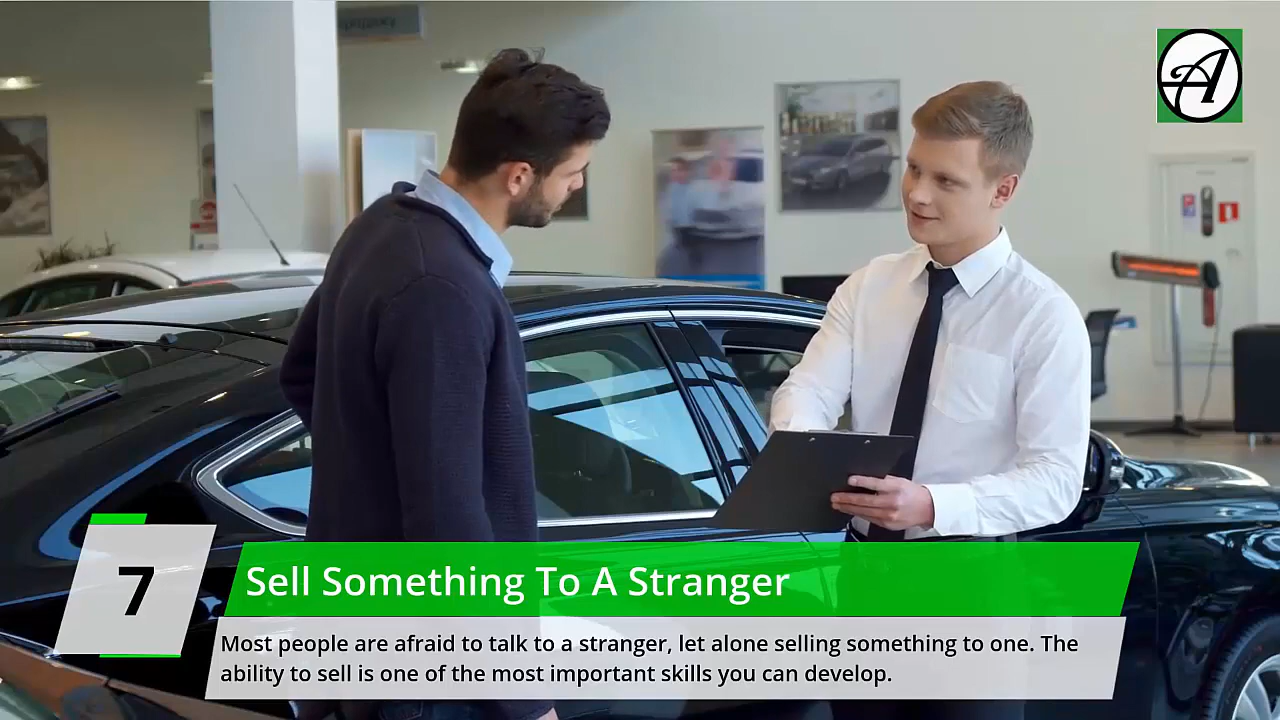 A
7
Sell Something To A Stranger
Most people are afraid to talk to a stranger, let alone selling something to one. The
ability to sell is one of the most important skills you can develop.